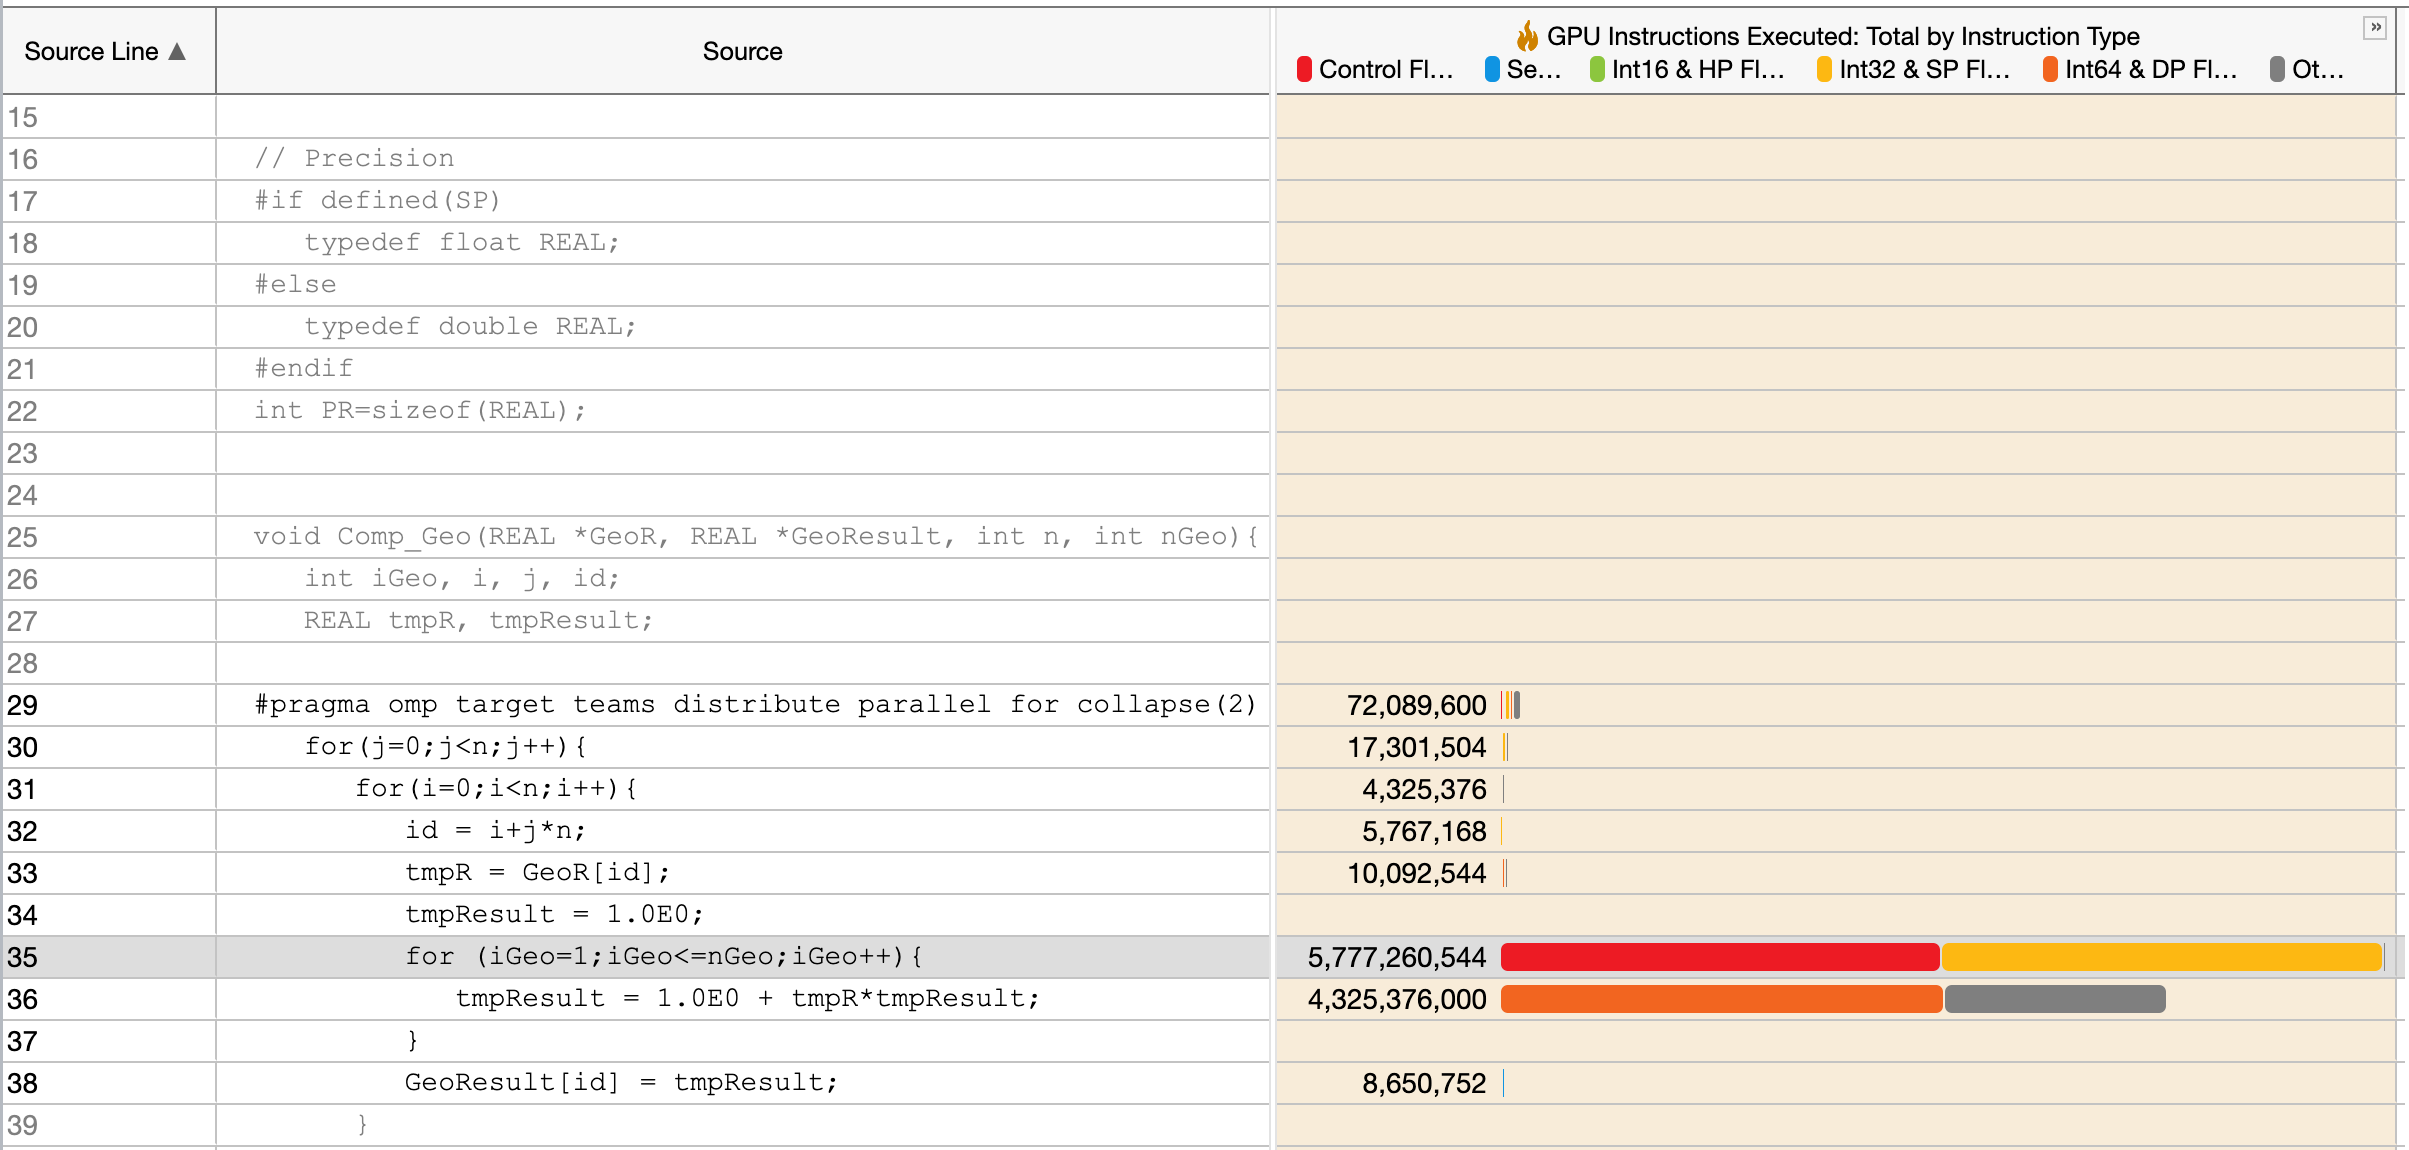 Source Line ▲ Source GPU Instructions Executed: Total by Instruction Type »
Control Fl... Se... Int16 & HP Fl... Int32 & SP Fl... Int64 & DP Fl... Ot...
15
16 // Precision
17 #if defined(SP)
18 typedef float REAL;
19 #else
20 typedef double REAL;
21 #endif
22 int PR=sizeof(REAL);
23
24
25 void Comp_Geo(REAL *GeoR, REAL *GeoResult, int n, int nGeo){
26 int iGeo, i, j, id;
27 REAL tmpR, tmpResult;
28
29 #pragma omp target teams distribute parallel for collapse(2) 72,089,600
30 for(j=0;j<n;j++){ 17,301,504
31 for(i=0;i<n;i++){ 4,325,376
32 id = i+j*n; 5,767,168
33 tmpR = GeoR[id]; 10,092,544
34 tmpResult = 1.0E0;
35 for (iGeo=1;iGeo<=nGeo;iGeo++){ 5,777,260,544
36 tmpResult = 1.0E0 + tmpR*tmpResult; 4,325,376,000
37 }
38 GeoResult[id] = tmpResult; 8,650,752
39 }